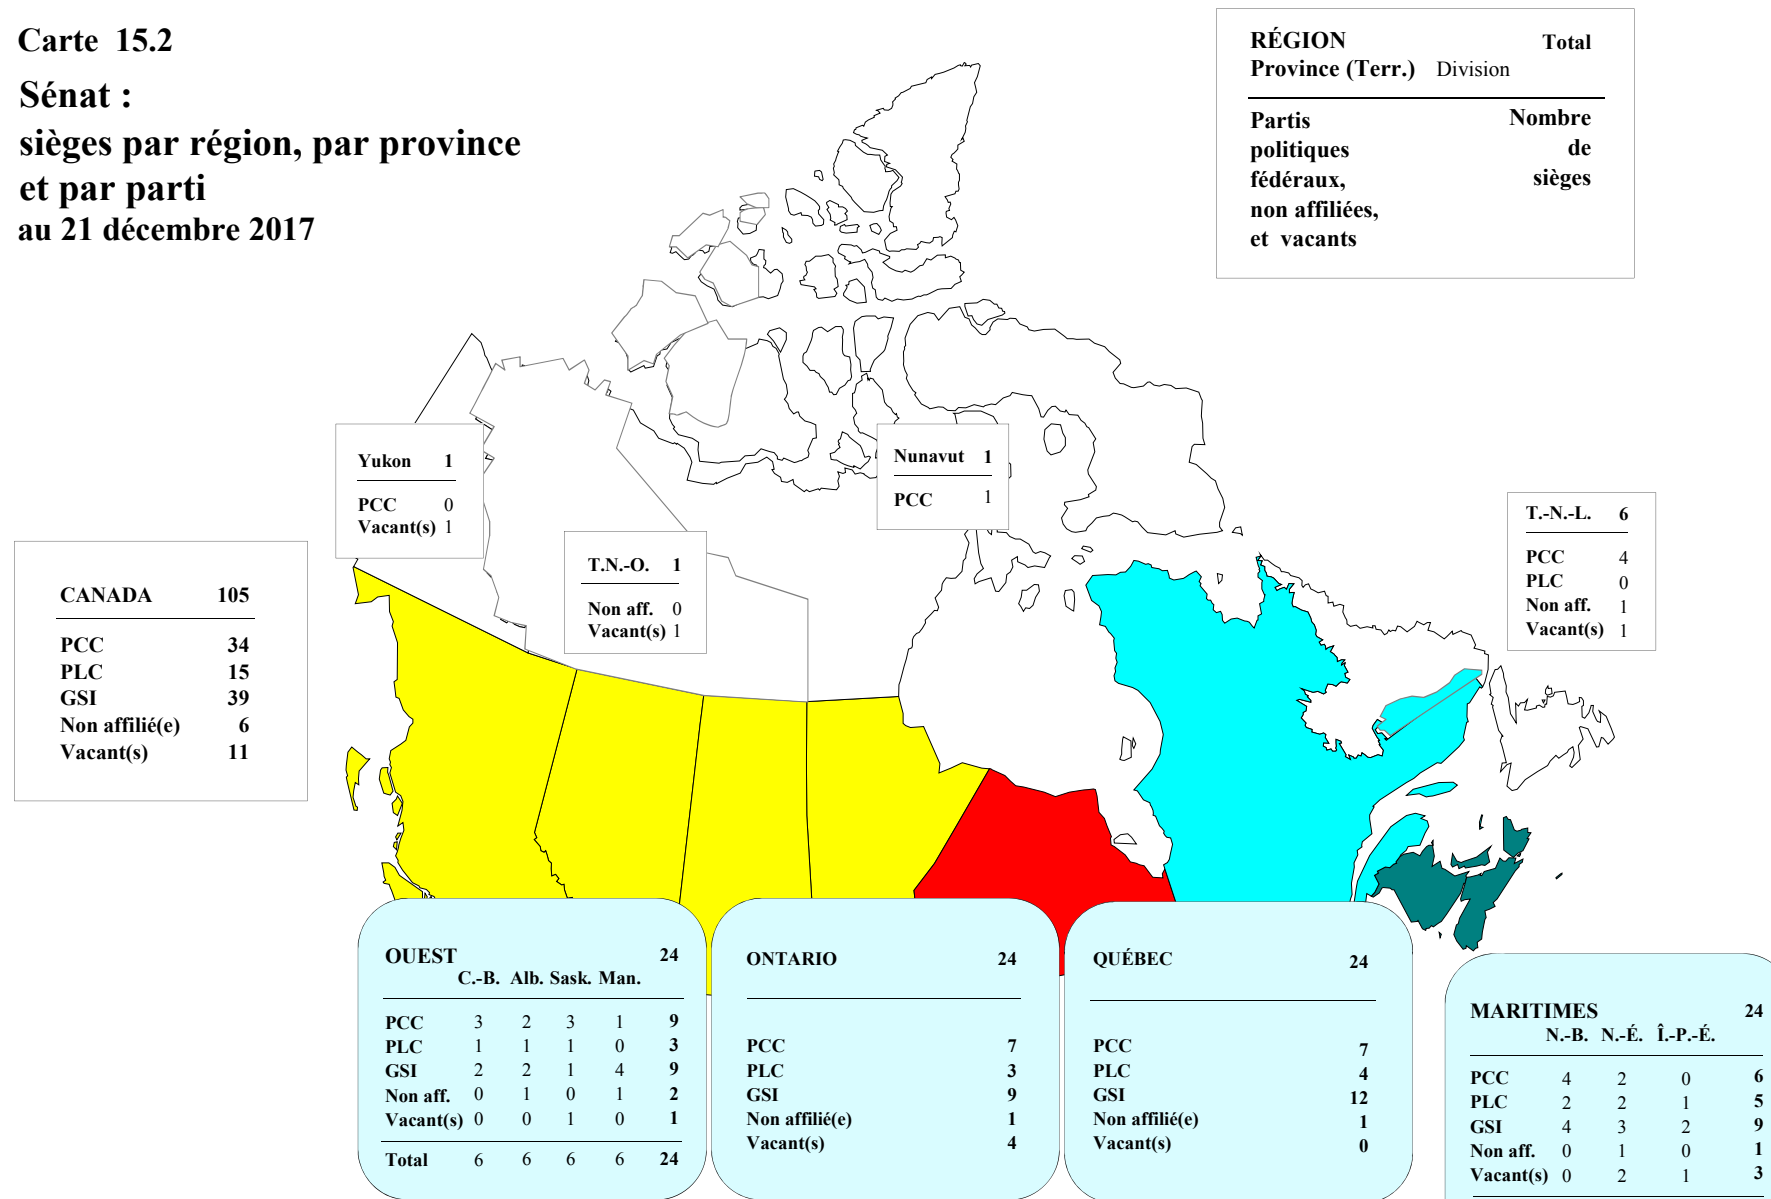 Carte 15.2
Sénat :
sièges par région, par province
et par parti
au 21 décembre 2017
RÉGION Total
Province (Terr.) Division
Partis Nombre
politiques de
fédéraux, sièges
non affiliées,
et vacants
Yukon 1
PCC 0
Vacant(s) 1
T.N.-O. 1
Non aff. 0
Vacant(s) 1
Nunavut 1
PCC 1
T.-N.-L. 6
PCC 4
PLC 0
Non aff. 1
Vacant(s) 1
CANADA 105
PCC 34
PLC 15
GSI 39
Non affilié(e) 6
Vacant(s) 11
OUEST 24
C.-B. Alb. Sask. Man.
PCC 3 2 3 1 9
PLC 1 1 1 0 3
GSI 2 2 1 4 9
Non aff. 0 1 0 1 2
Vacant(s) 0 0 1 0 1
Total 6 6 6 6 24
ONTARIO 24
PCC 7
PLC 3
GSI 9
Non affilié(e) 1
Vacant(s) 4
QUÉBEC 24
PCC 7
PLC 4
GSI 12
Non affilié(e) 1
Vacant(s) 0
MARITIMES 24
N.-B. N.-É. Î.-P.-É.
PCC 4 2 0 6
PLC 2 2 1 5
GSI 4 3 2 9
Non aff. 0 1 0 1
Vacant(s) 0 2 1 3